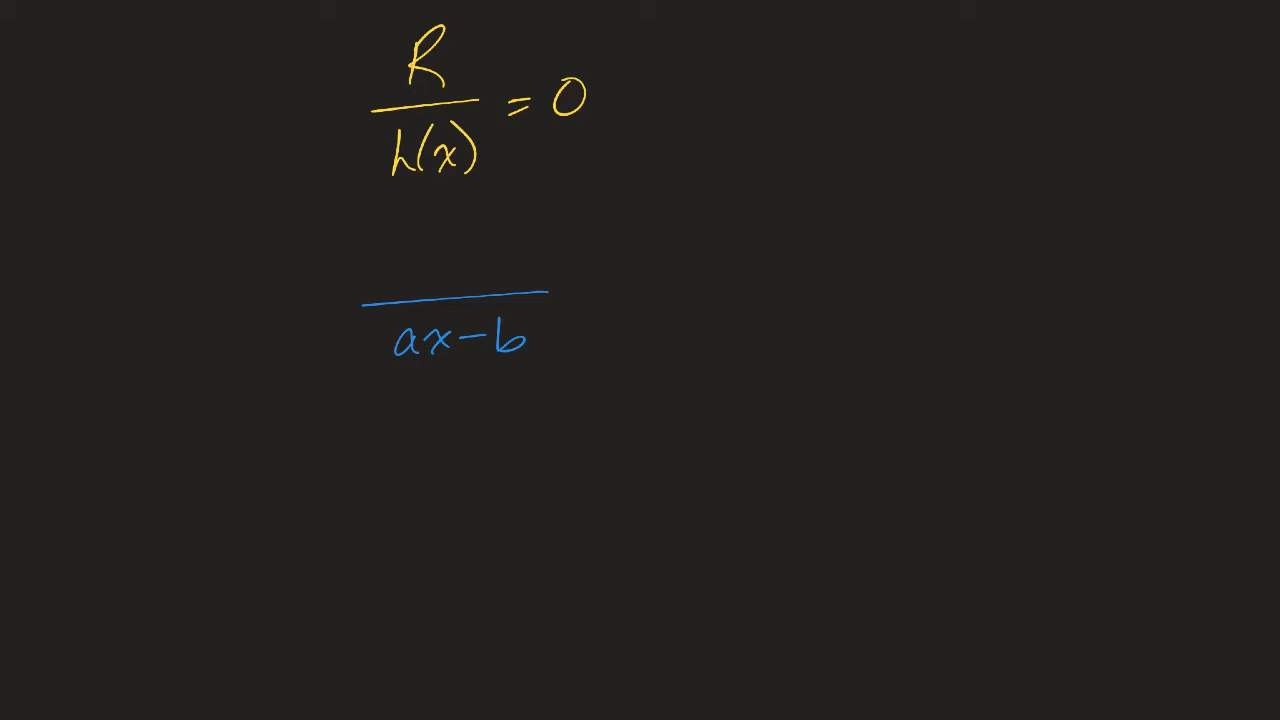 R
= 0
h(x)
ax-b